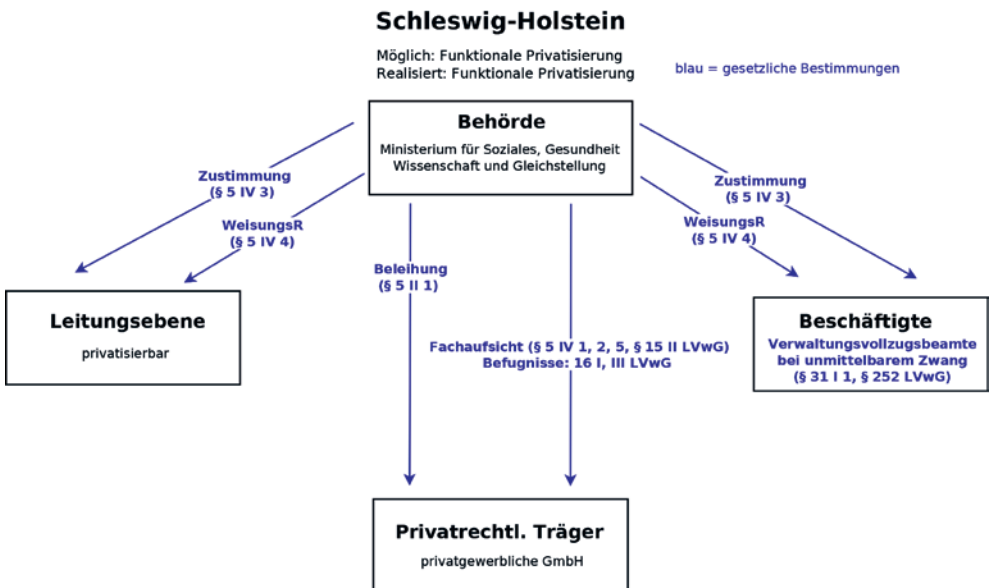 Schleswig-Holstein
Möglich: Funktionale Privatisierung
Realisiert: Funktionale Privatisierung
blau = gesetzliche Bestimmungen
Behörde
Ministerium für Soziales, Gesundheit
Wissenschaft und Gleichstellung
Zustimmung
(§ 5 IV 3)
WeisungsR
(§ 5 IV 4)
Zustimmung
(§ 5 IV 3)
WeisungsR
(§ 5 IV 4)
Beleihung
(§ 5 II 1)
Leitungsebene
privatisierbar
Fachaufsicht (§ 5 IV 1, 2, 5, § 15 II LVwG)
Befugnisse: 16 I, III LVwG
Beschäftigte
Verwaltungsvollzugsbeamte
bei unmittelbarem Zwang
(§ 31 I 1, § 252 LVwG)
Privatrechtl. Träger
privatgewerbliche GmbH